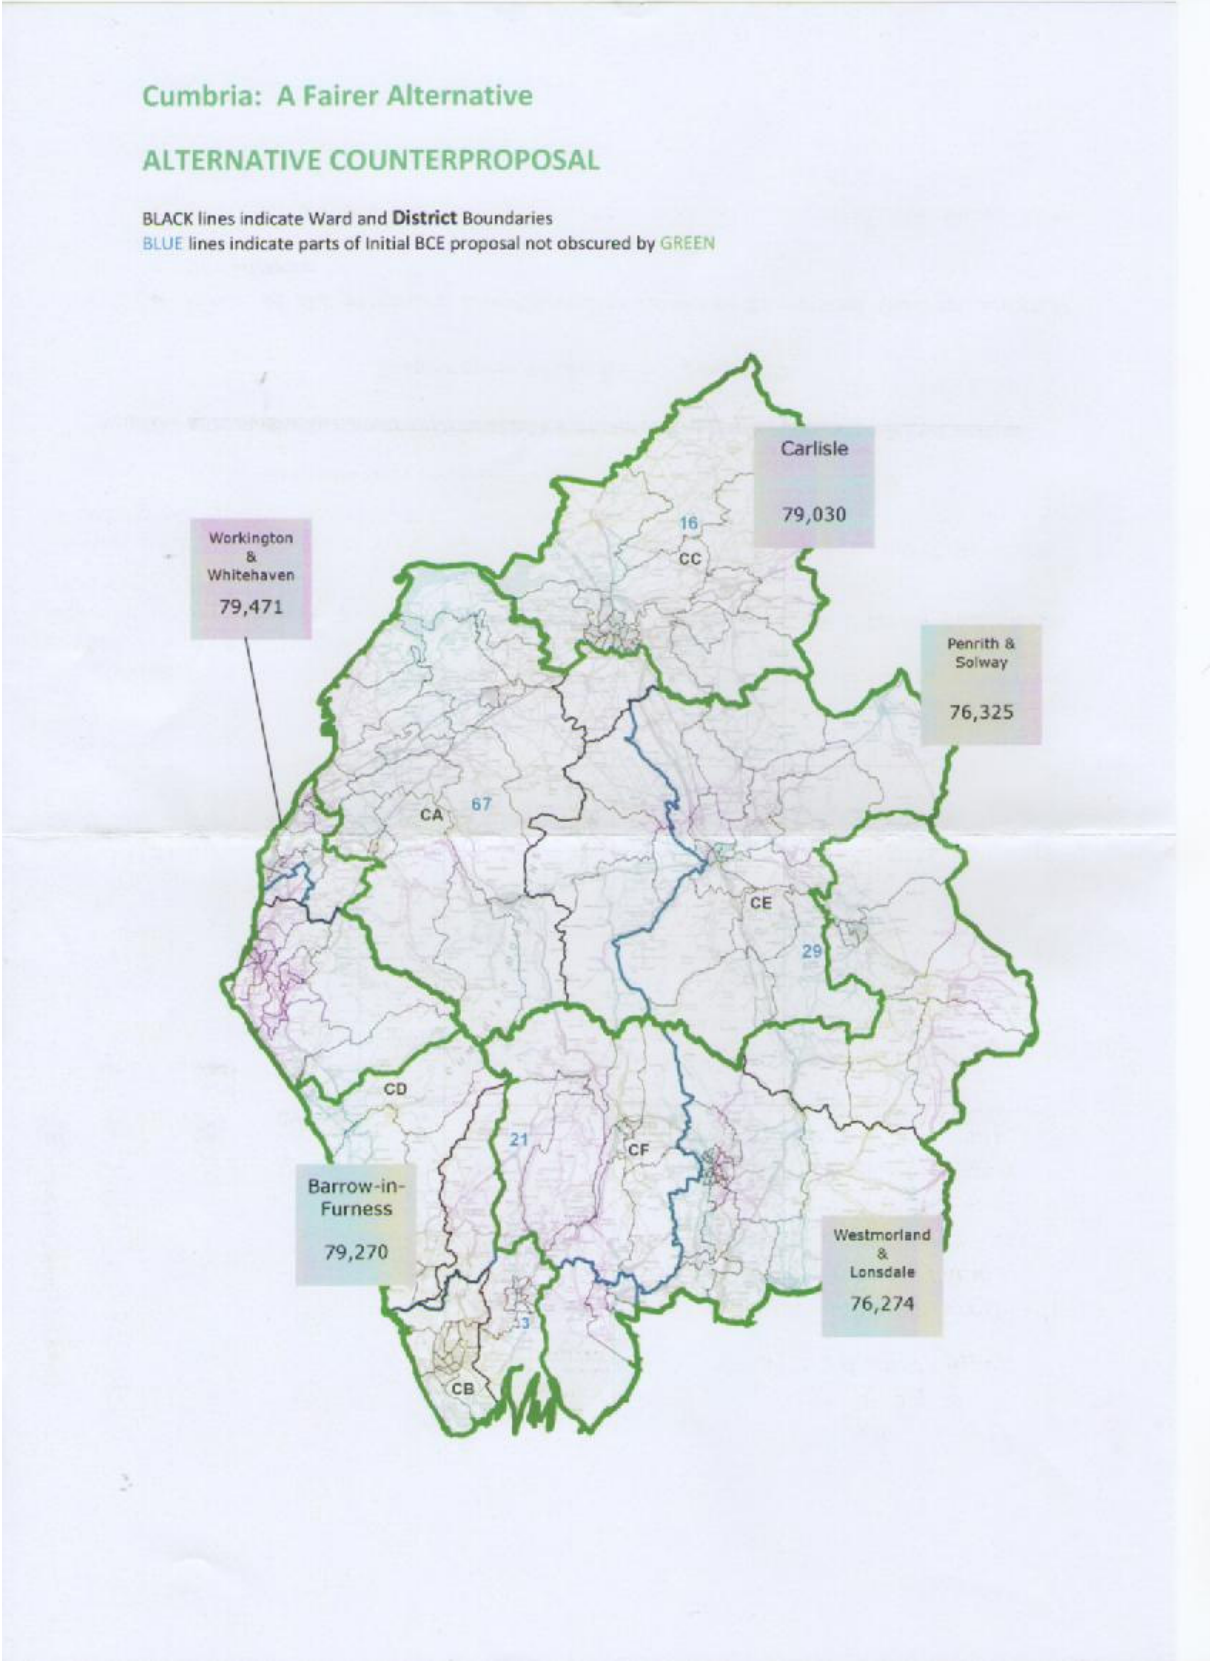 Cumbria: A Fairer Alternative
ALTERNATIVE COUNTERPROPOSAL
BLACK lines indicate Ward and District Boundaries
BLUE lines indicate parts of Initial BCE proposal not obscured by GREEN
Carlisle
79,030
16
CC
Workington
&
Whitehaven
79,471
Penrith &
Solway
76,325
CA
67
CE
29
CD
21
CF
Barrow-in-
Furness
79,270
Westmorland
&
Lonsdale
76,274
3
CB